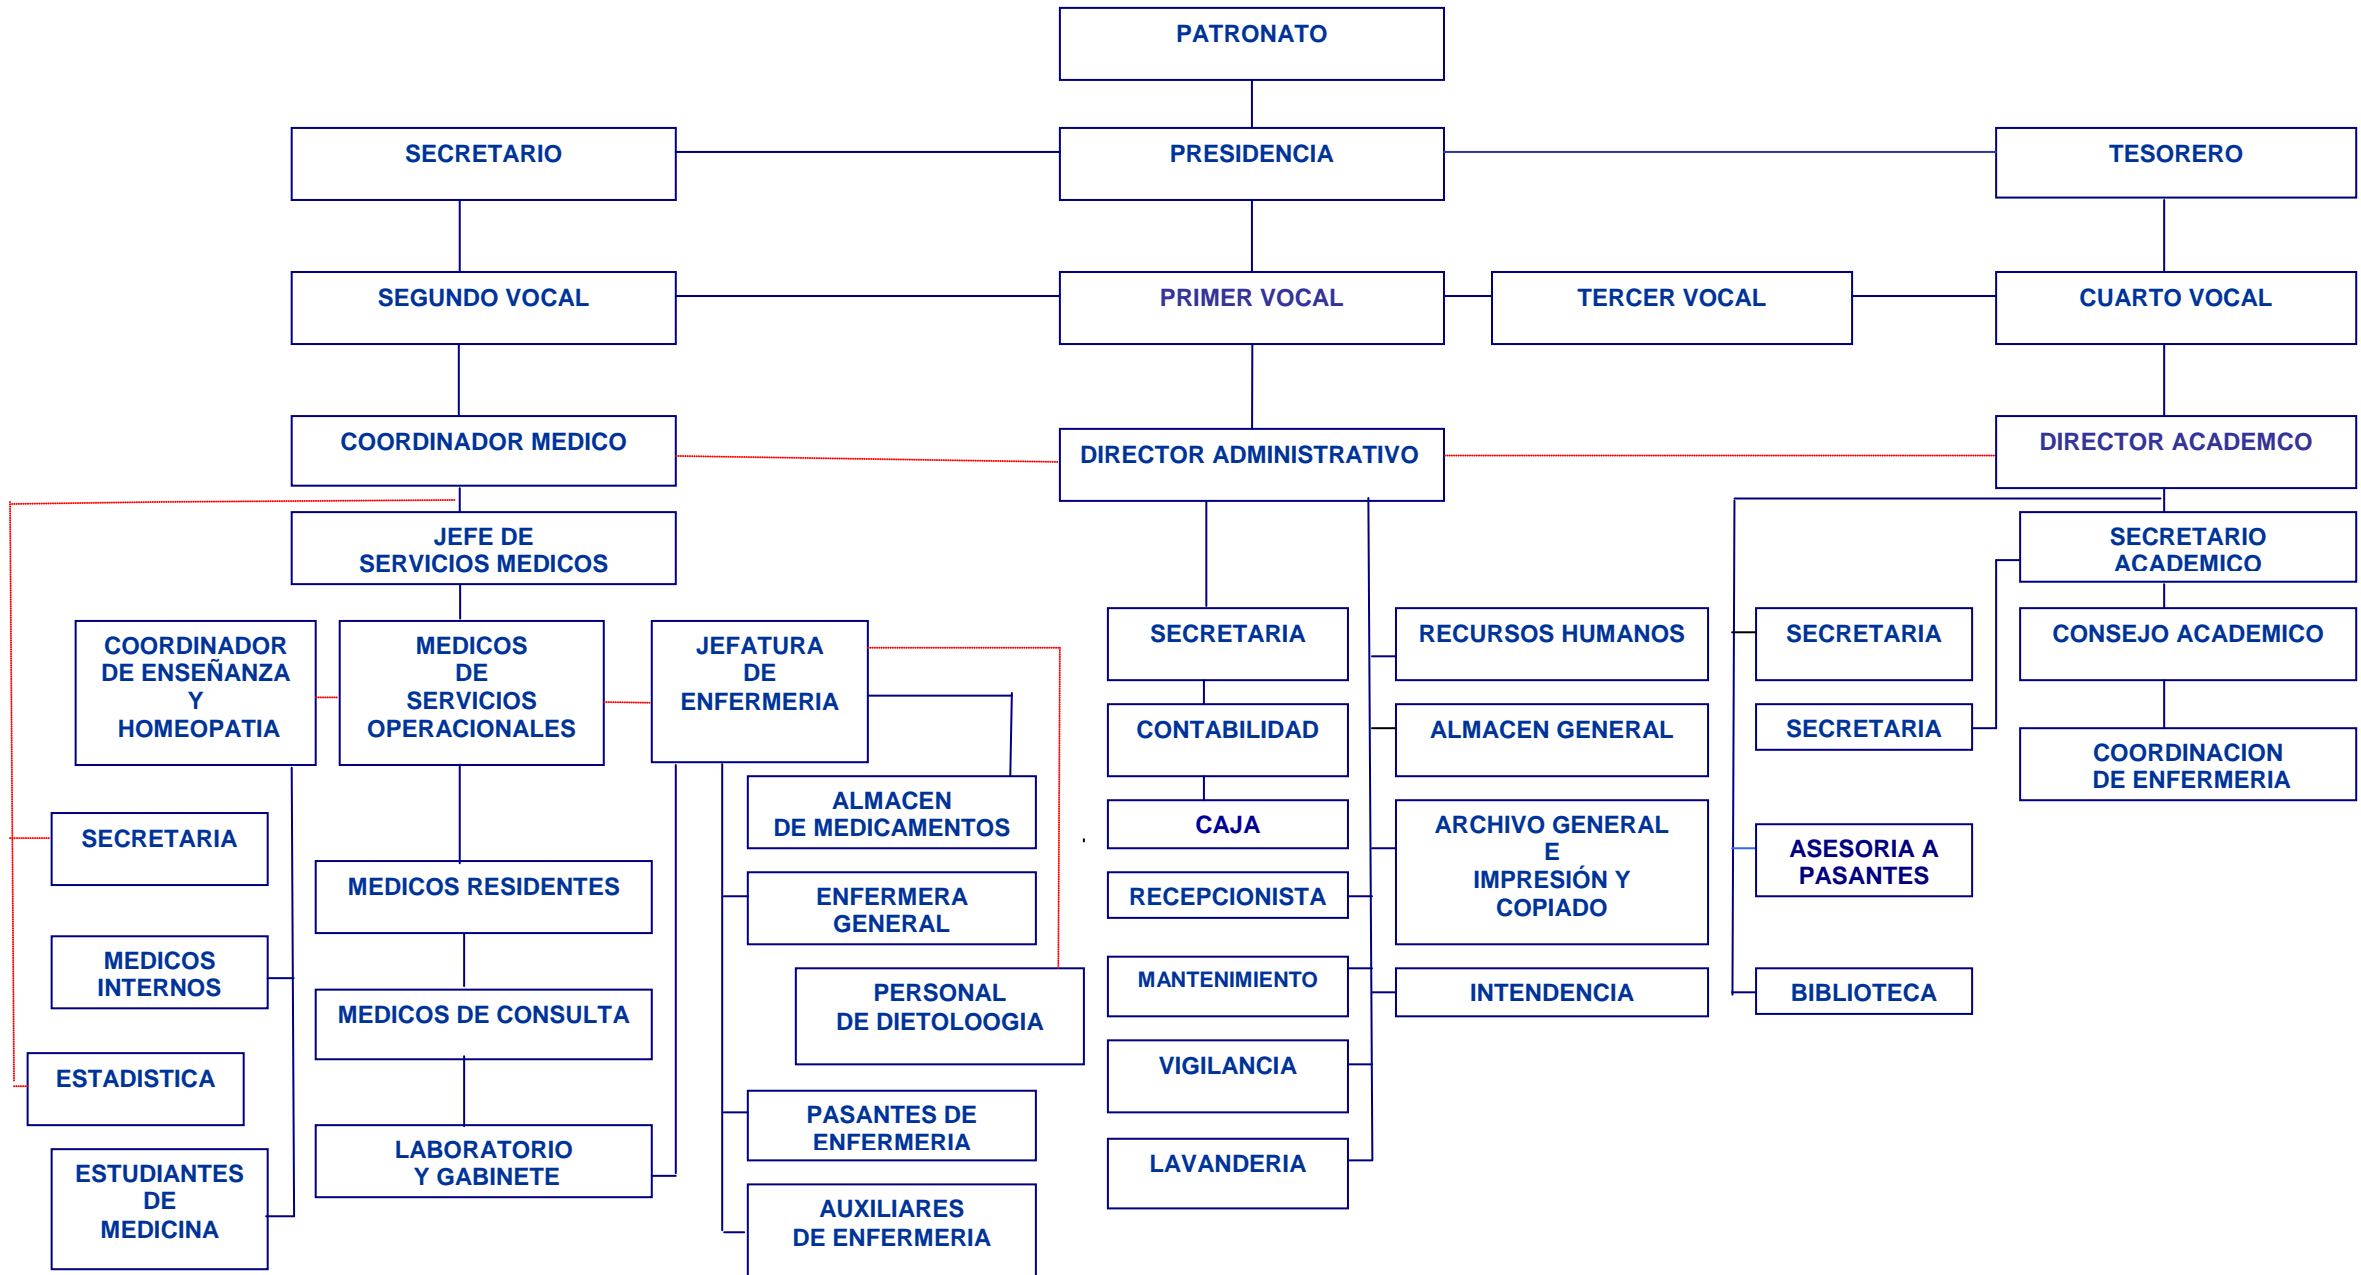 PATRONATO
SECRETARIO
PRESIDENCIA
TESORERO
SEGUNDO VOCAL
PRIMER VOCAL
TERCER VOCAL
CUARTO VOCAL
COORDINADOR MEDICO
DIRECTOR ADMINISTRATIVO
DIRECTOR ACADEMCO
JEFE DE
SERVICIOS MEDICOS
SECRETARIO
ACADEMICO
COORDINADOR
DE ENSEÑANZA
Y
HOMEOPATIA
MEDICOS
DE
SERVICIOS
OPERACIONALES
JEFATURA
DE
ENFERMERIA
SECRETARIA
RECURSOS HUMANOS
SECRETARIA
CONSEJO ACADEMICO
CONTABILIDAD
ALMACEN GENERAL
SECRETARIA
COORDINACION
DE ENFERMERIA
ALMACEN
DE MEDICAMENTOS
CAJA
ARCHIVO GENERAL
E
IMPRESIÓN Y
COPIADO
ASESORIA A
PASANTES
SECRETARIA
MEDICOS RESIDENTES
ENFERMERA
GENERAL
RECEPCIONISTA
MEDICOS
INTERNOS
MEDICOS DE CONSULTA
PERSONAL
DE DIETOLOOGIA
MANTENIMIENTO
INTENDENCIA
BIBLIOTECA
ESTADISTICA
VIGILANCIA
PASANTES DE
ENFERMERIA
LABORATORIO
Y GABINETE
LAVANDERIA
ESTUDIANTES
DE
MEDICINA
AUXILIARES
DE ENFERMERIA